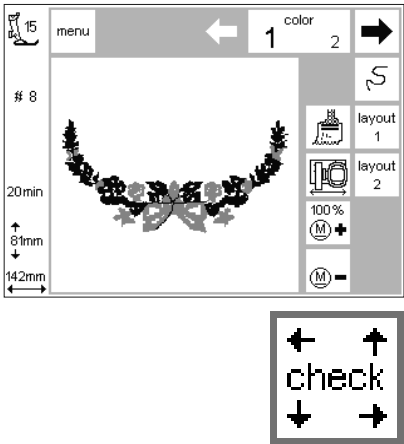 15
menu
color
1
2
# 8
layout
1
20min
layout
2
100%
M +
81mm
M -
142mm
check